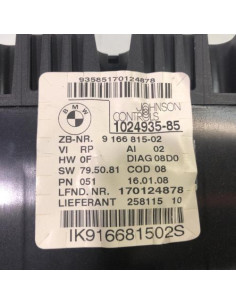 93585170124878
BMW
JOHNSON
CONTROLS
1024935-85
ZB-NR. 9 166 815-02
VI RP AI 02
HW 0F DIAG 08D0
SW 79.50.81 COD 08
PN 051 16.01.08
LFND. NR. 170124878
LIEFERANT 258115 10
IK916681502S